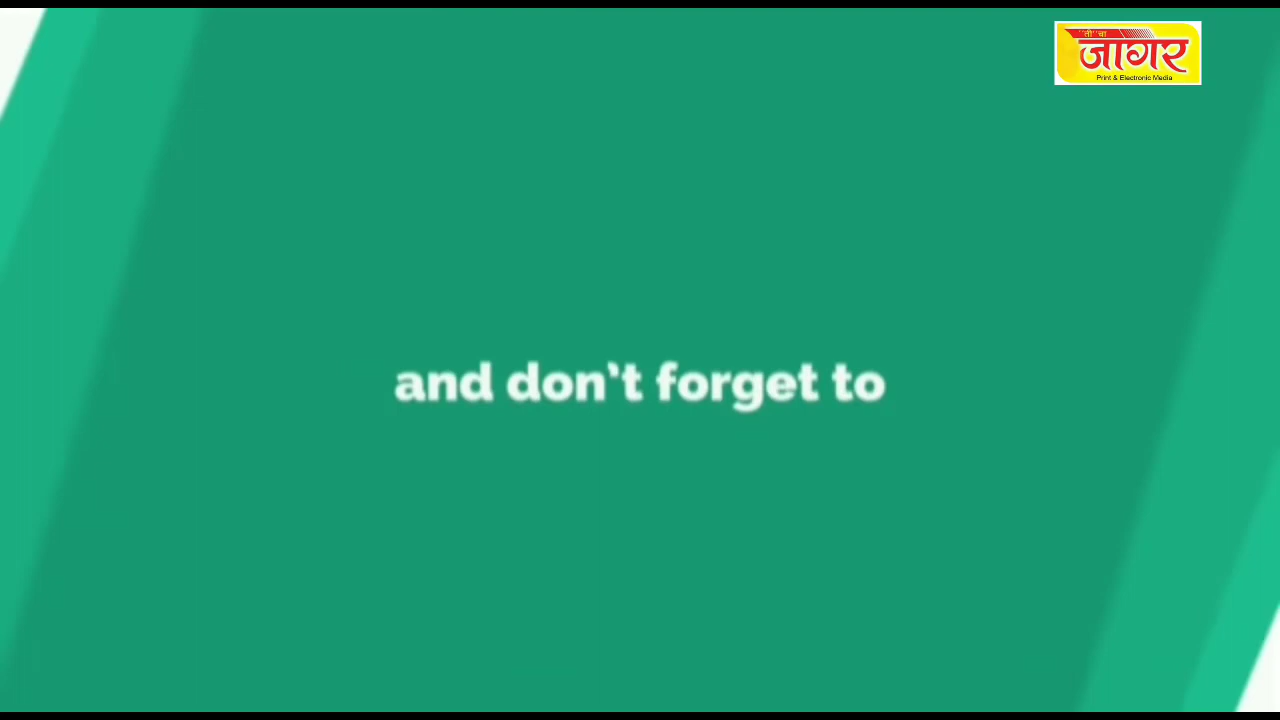 "ती"चा
जागर
Print & Electronic Media
and don't forget to